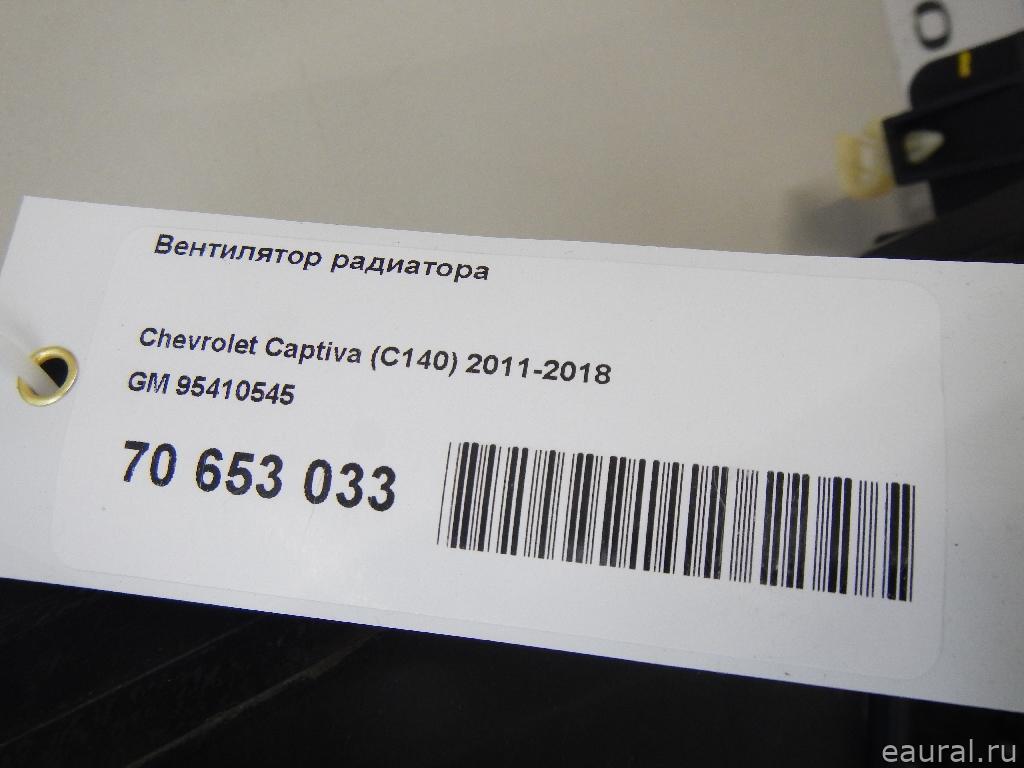 Вентилятор радиатора
Chevrolet Captiva (C140) 2011-2018
GM 95410545
70 653 033
eaural.ru